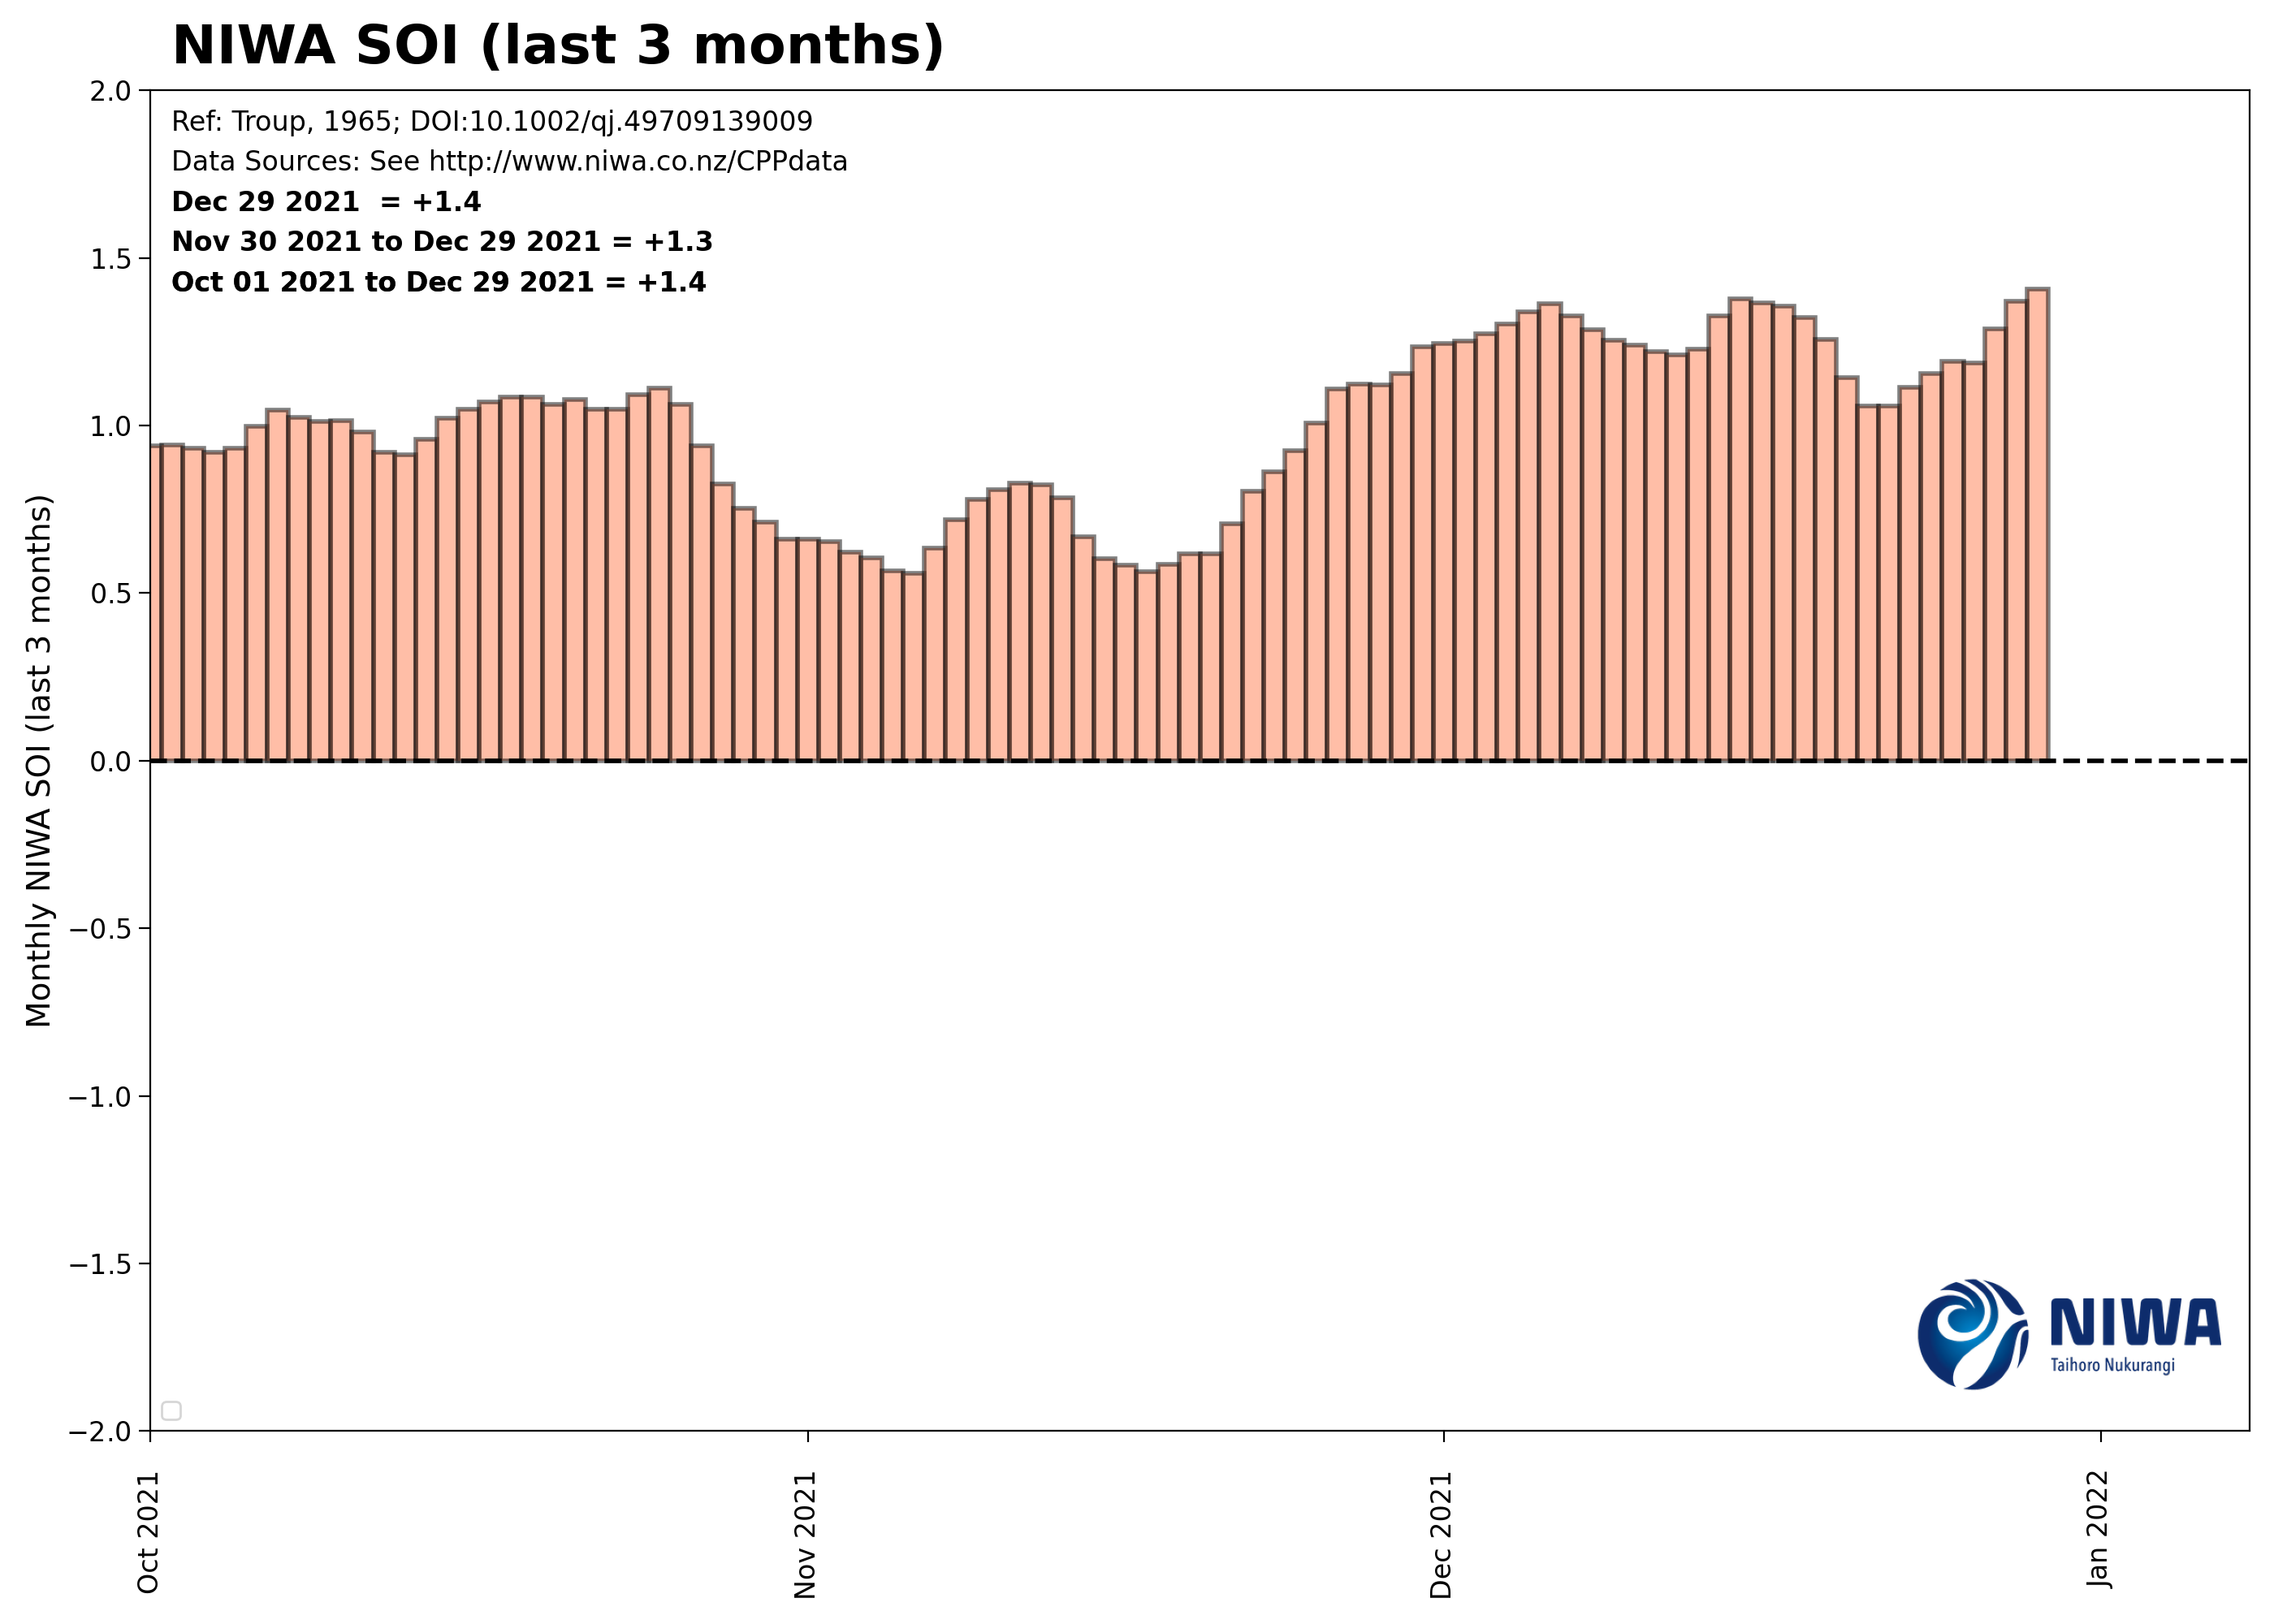 NIWA SOI (last 3 months)
2.0
Ref: Troup, 1965; DOI:10.1002/qj.49709139009
Data Sources: See http://www.niwa.co.nz/CPPdata
Dec 29 2021  = +1.4
Nov 30 2021 to Dec 29 2021 = +1.3
Oct 01 2021 to Dec 29 2021 = +1.4
1.5
1.0
0.5
0.0
−0.5
−1.0
−1.5
−2.0
Monthly NIWA SOI (last 3 months)
NIWA
Taihoro Nukurangi
Oct 2021
Nov 2021
Dec 2021
Jan 2022